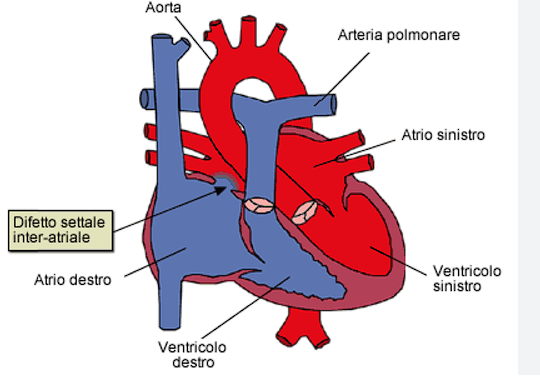 Aorta
Arteria polmonare
Atrio sinistro
Difetto settale
inter-atriale
Atrio destro
Ventricolo
sinistro
Ventricolo
destro